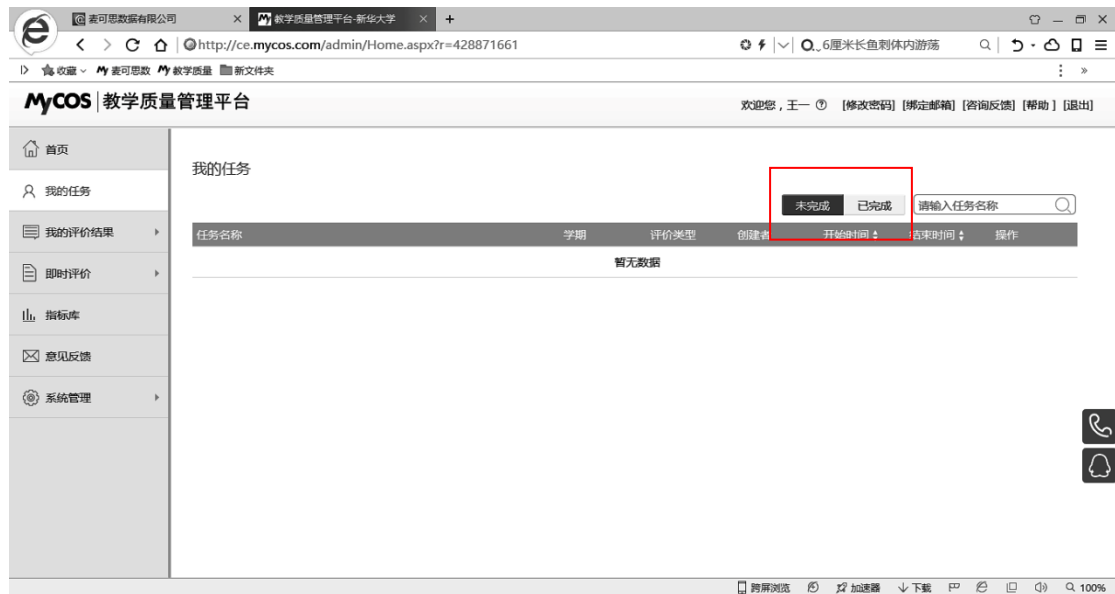 麦可思数据有限公司 教学质量管理平台-新华大学
http://ce.mycos.com/admin/Home.aspx?r=428871661 6厘米长鱼刺体内游荡
收藏 麦可思数 教学质量 新文件夹
MyCOS 教学质量管理平台 欢迎您，王一 [修改密码] [绑定邮箱] [咨询反馈] [帮助 ] [退出]
首页
我的任务
我的任务
未完成 已完成 请输入任务名称
我的评价结果
任务名称 学期 评价类型 创建者 开始时间 结束时间 操作
暂无数据
即时评价
指标库
意见反馈
系统管理
跨屏浏览 加速器 下载 100%